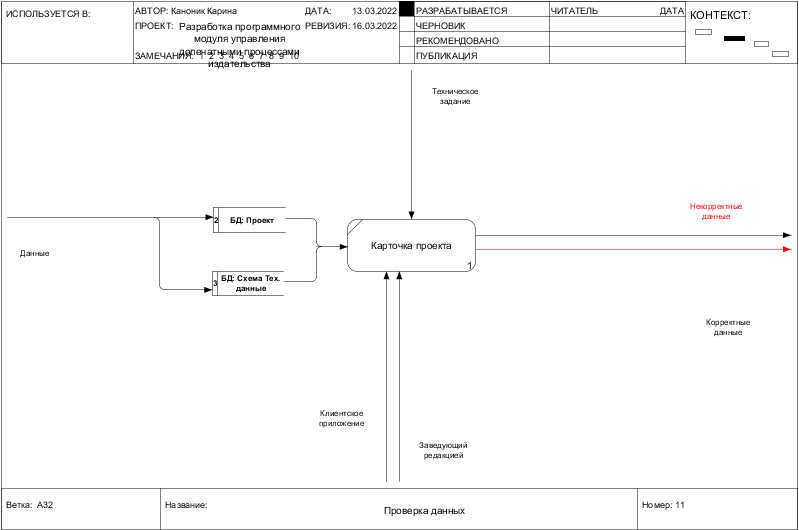 ИСПОЛЬЗУЕТСЯ В:
АВТОР: Каноник Карина
ДАТА: 13.03.2022
РАЗРАБАТЫВАЕТСЯ
ЧИТАТЕЛЬ
ДАТА
КОНТЕКСТ:
ПРОЕКТ: Разработка программного
модуля управления
допечатными процессами
издательства
РЕВИЗИЯ: 16.03.2022
ЧЕРНОВИК
РЕКОМЕНДОВАНО
ЗАМЕЧАНИЯ: 1 2 3 4 5 6 7 8 9 10
ПУБЛИКАЦИЯ
Техническое
задание
Некорректные
данные
2 БД: Проект
Карточка проекта
1
Данные
3 БД: Схема Тех.
данные
Корректные
данные
Клиентское
приложение
Заведующий
редакцией
Ветка: А32
Название:
Проверка данных
Номер: 11